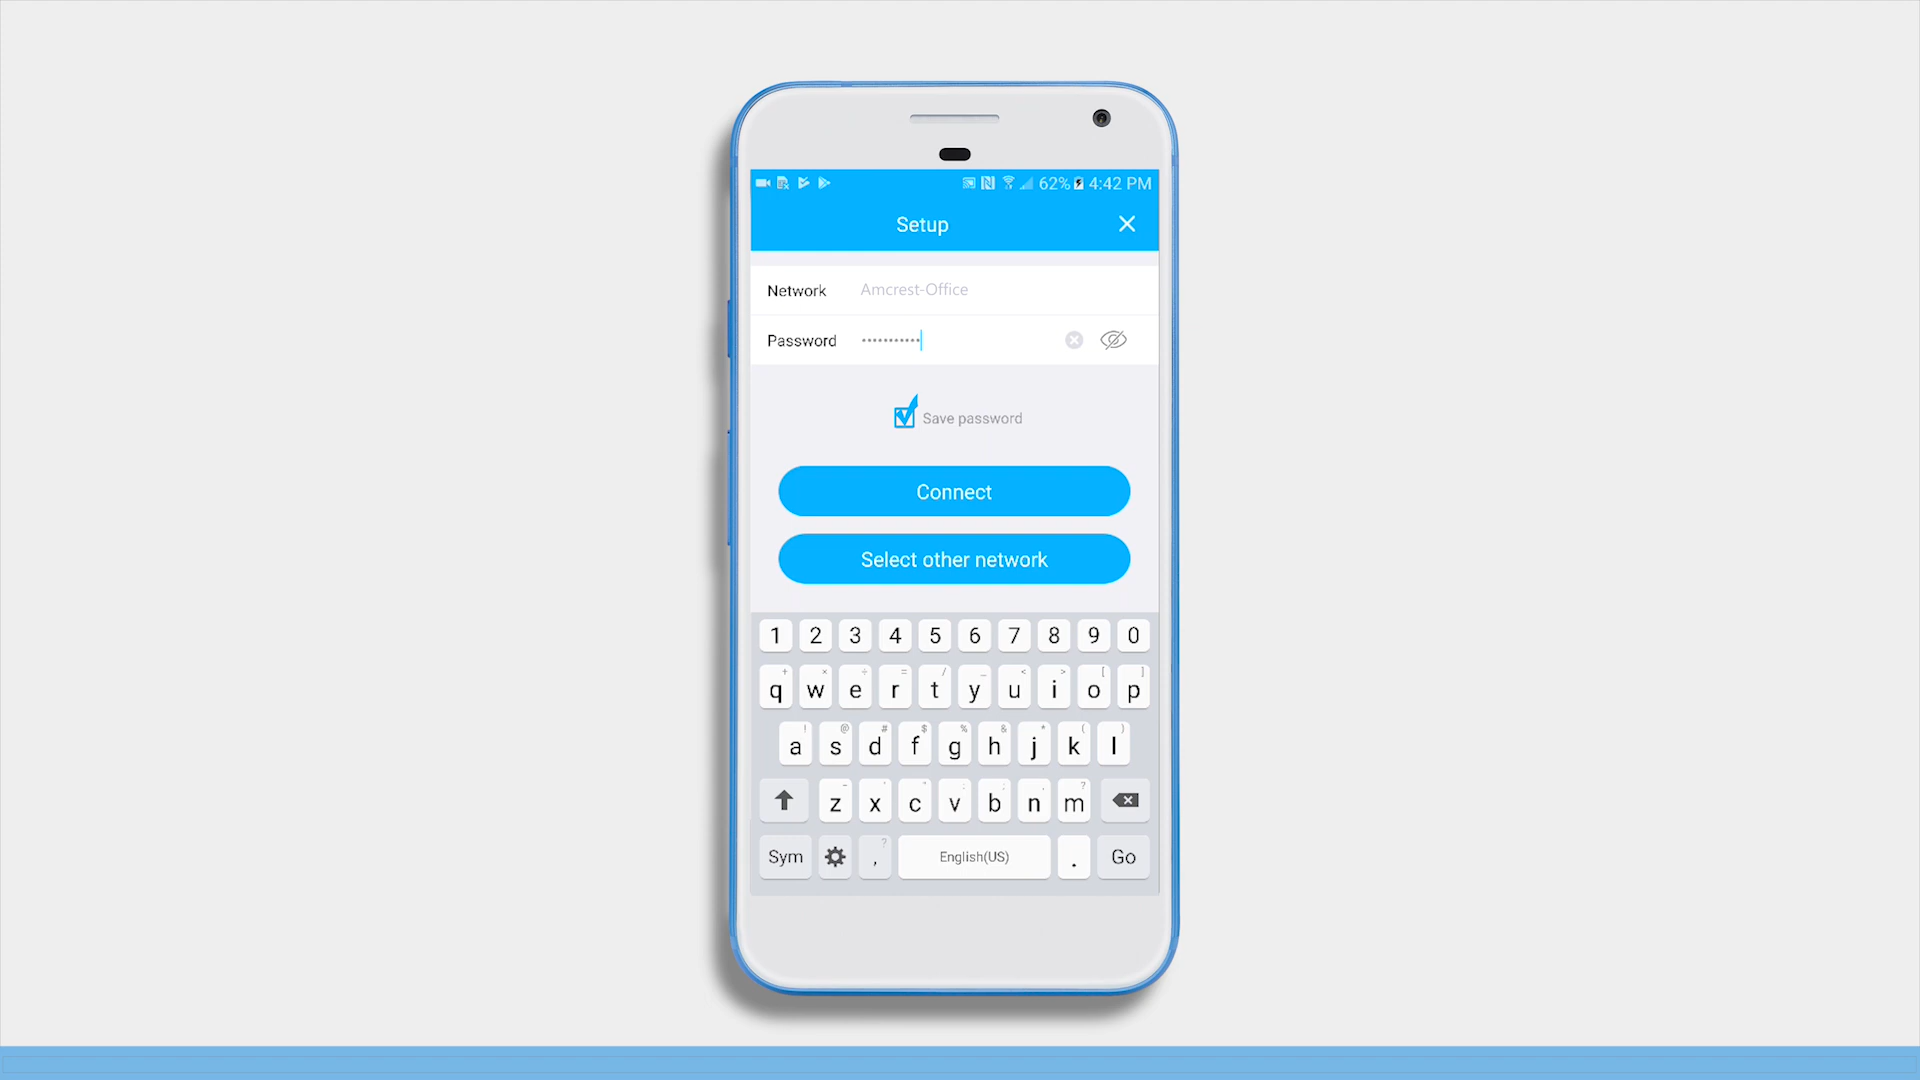 62% 4:42 PM
Setup
Network Amcrest-Office
Password •••••••••••
Save password
Connect
Select other network
1 2 3 4 5 6 7 8 9 0
q w e r t y u i o p
a s d f g h j k l
z x c v b n m
Sym , English(US) . Go